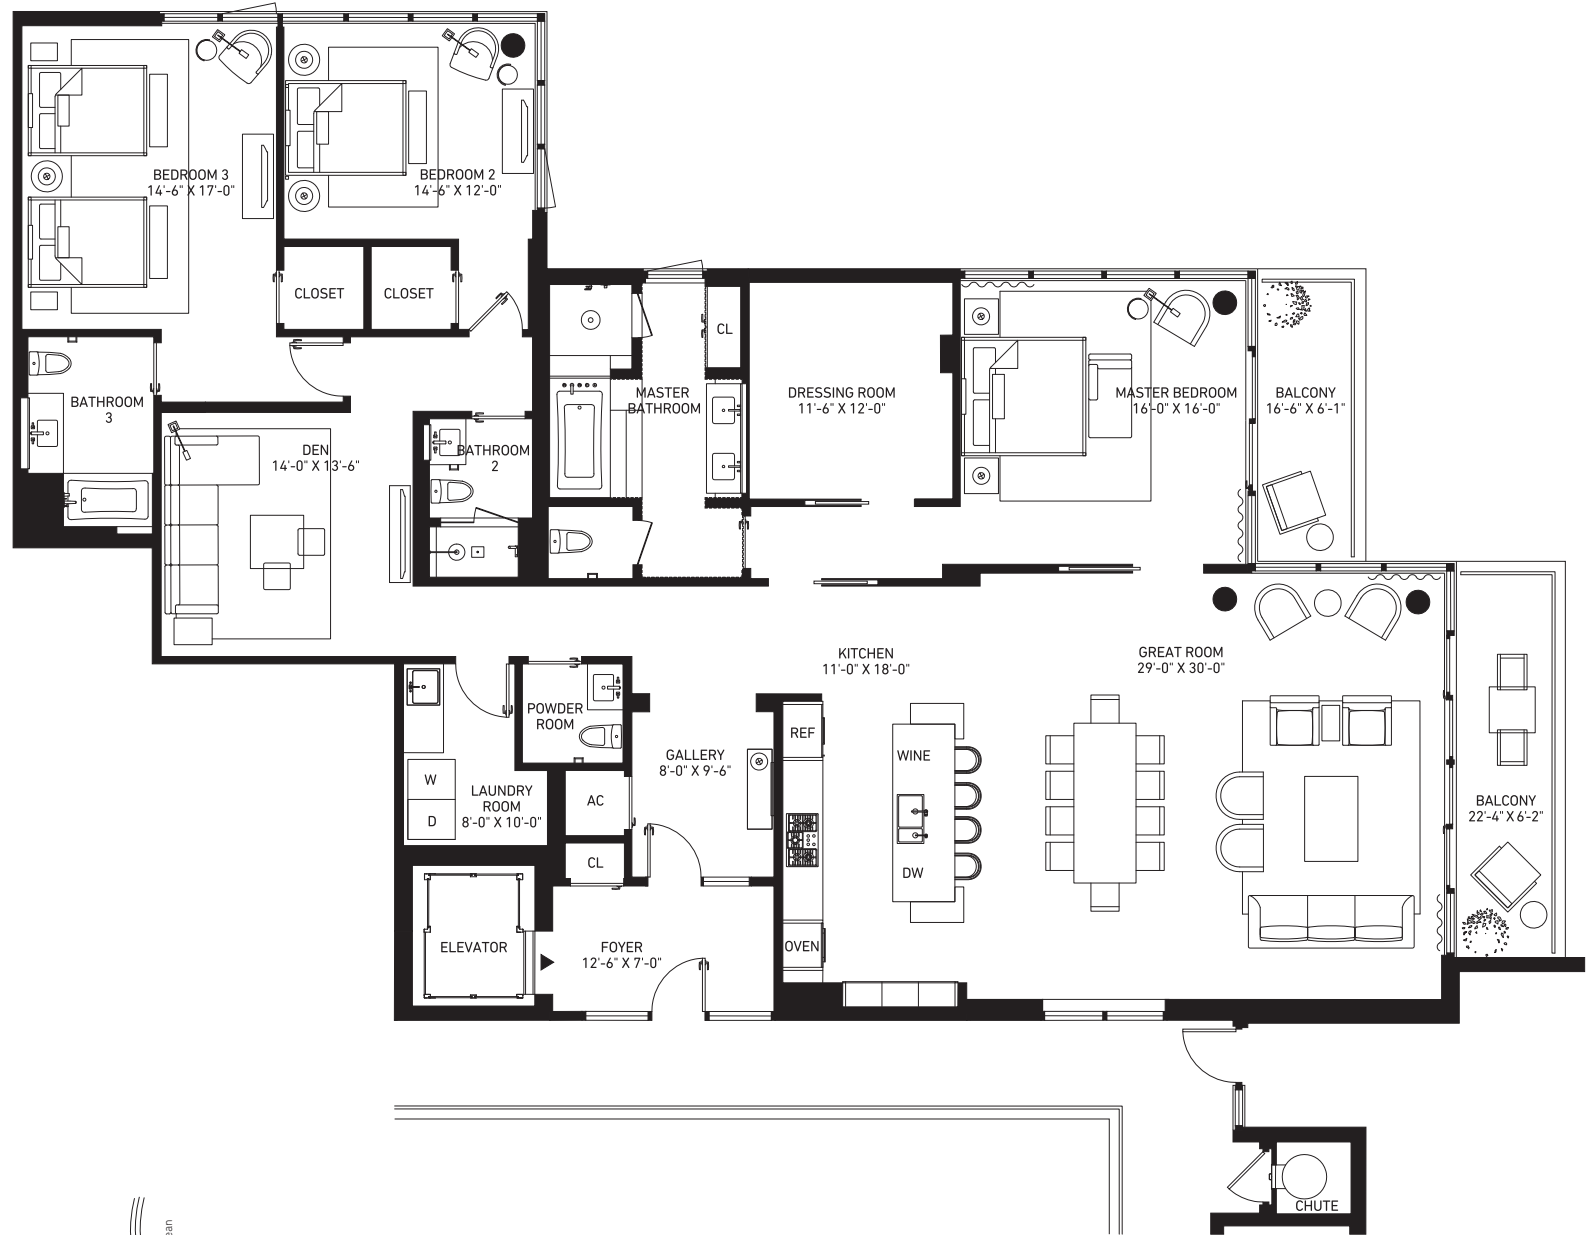 BEDROOM 3
14'-6" X 17'-0"
BEDROOM 2
14'-6" X 12'-0"
CLOSET
CLOSET
CL
MASTER
BATHROOM
DRESSING ROOM
11'-6" X 12'-0"
MASTER BEDROOM
16'-0" X 16'-0"
BALCONY
16'-6" X 6'-1"
BATHROOM
3
DEN
14'-0" X 13'-6"
BATHROOM
2
KITCHEN
11'-0" X 18'-0"
GREAT ROOM
29'-0" X 30'-0"
POWDER
ROOM
GALLERY
8'-0" X 9'-6"
REF
WINE
W
D
LAUNDRY
ROOM
8'-0" X 10'-0"
AC
BALCONY
22'-4" X 6'-2"
CL
DW
ELEVATOR
FOYER
12'-6" X 7'-0"
OVEN
CHUTE
ean